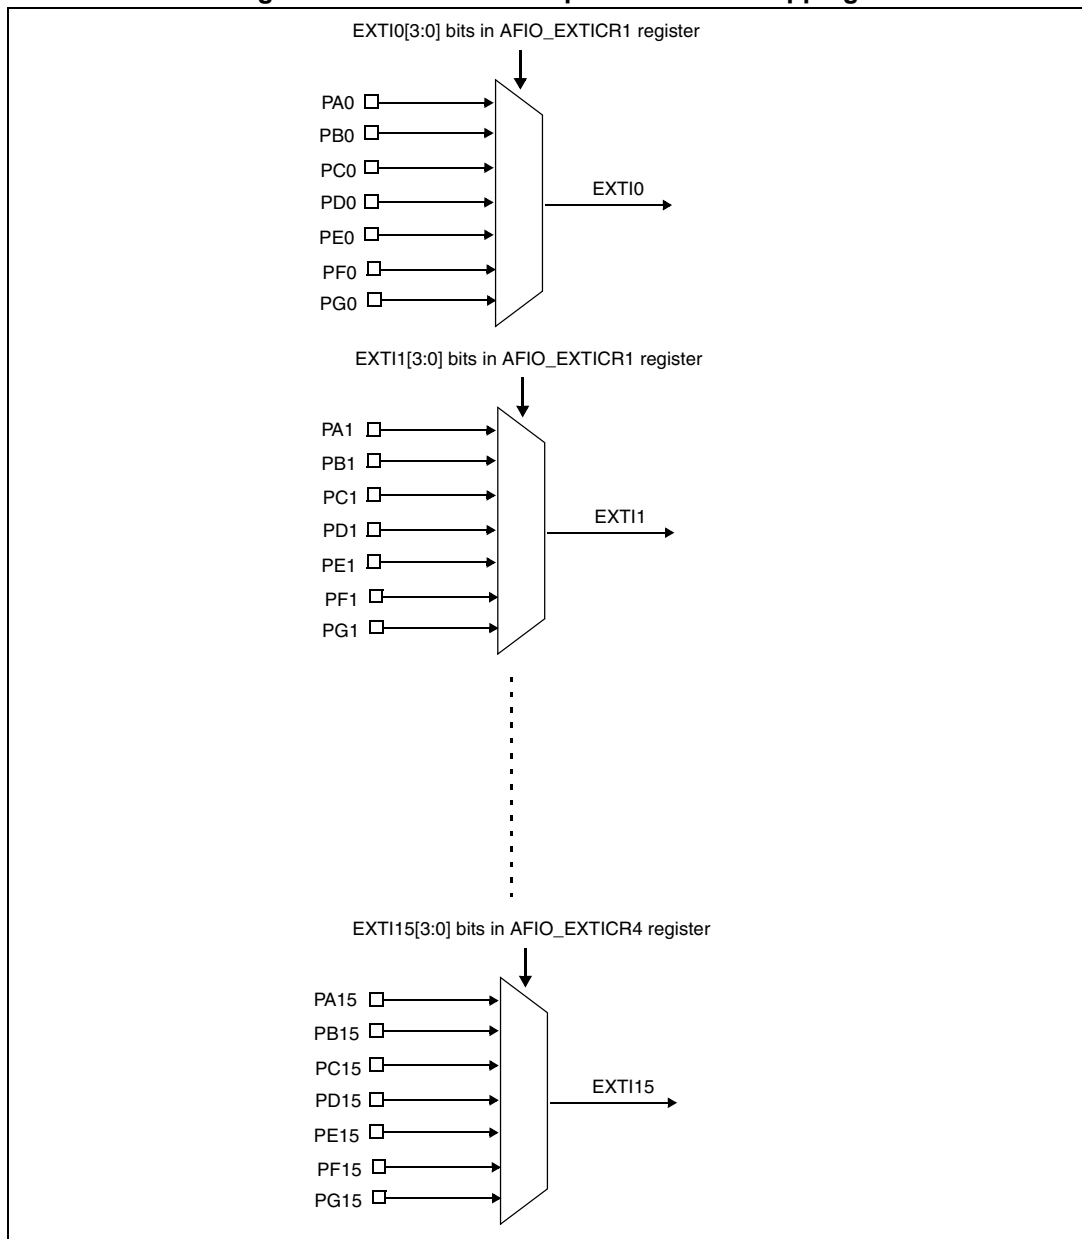 EXTI0[3:0] bits in AFIO_EXTICR1 register
PA0
PB0
PC0
PD0
EXTI0
PE0
PF0
PG0
EXTI1[3:0] bits in AFIO_EXTICR1 register
PA1
PB1
PC1
PD1
EXTI1
PE1
PF1
PG1
EXTI15[3:0] bits in AFIO_EXTICR4 register
PA15
PB15
PC15
PD15
EXTI15
PE15
PF15
PG15